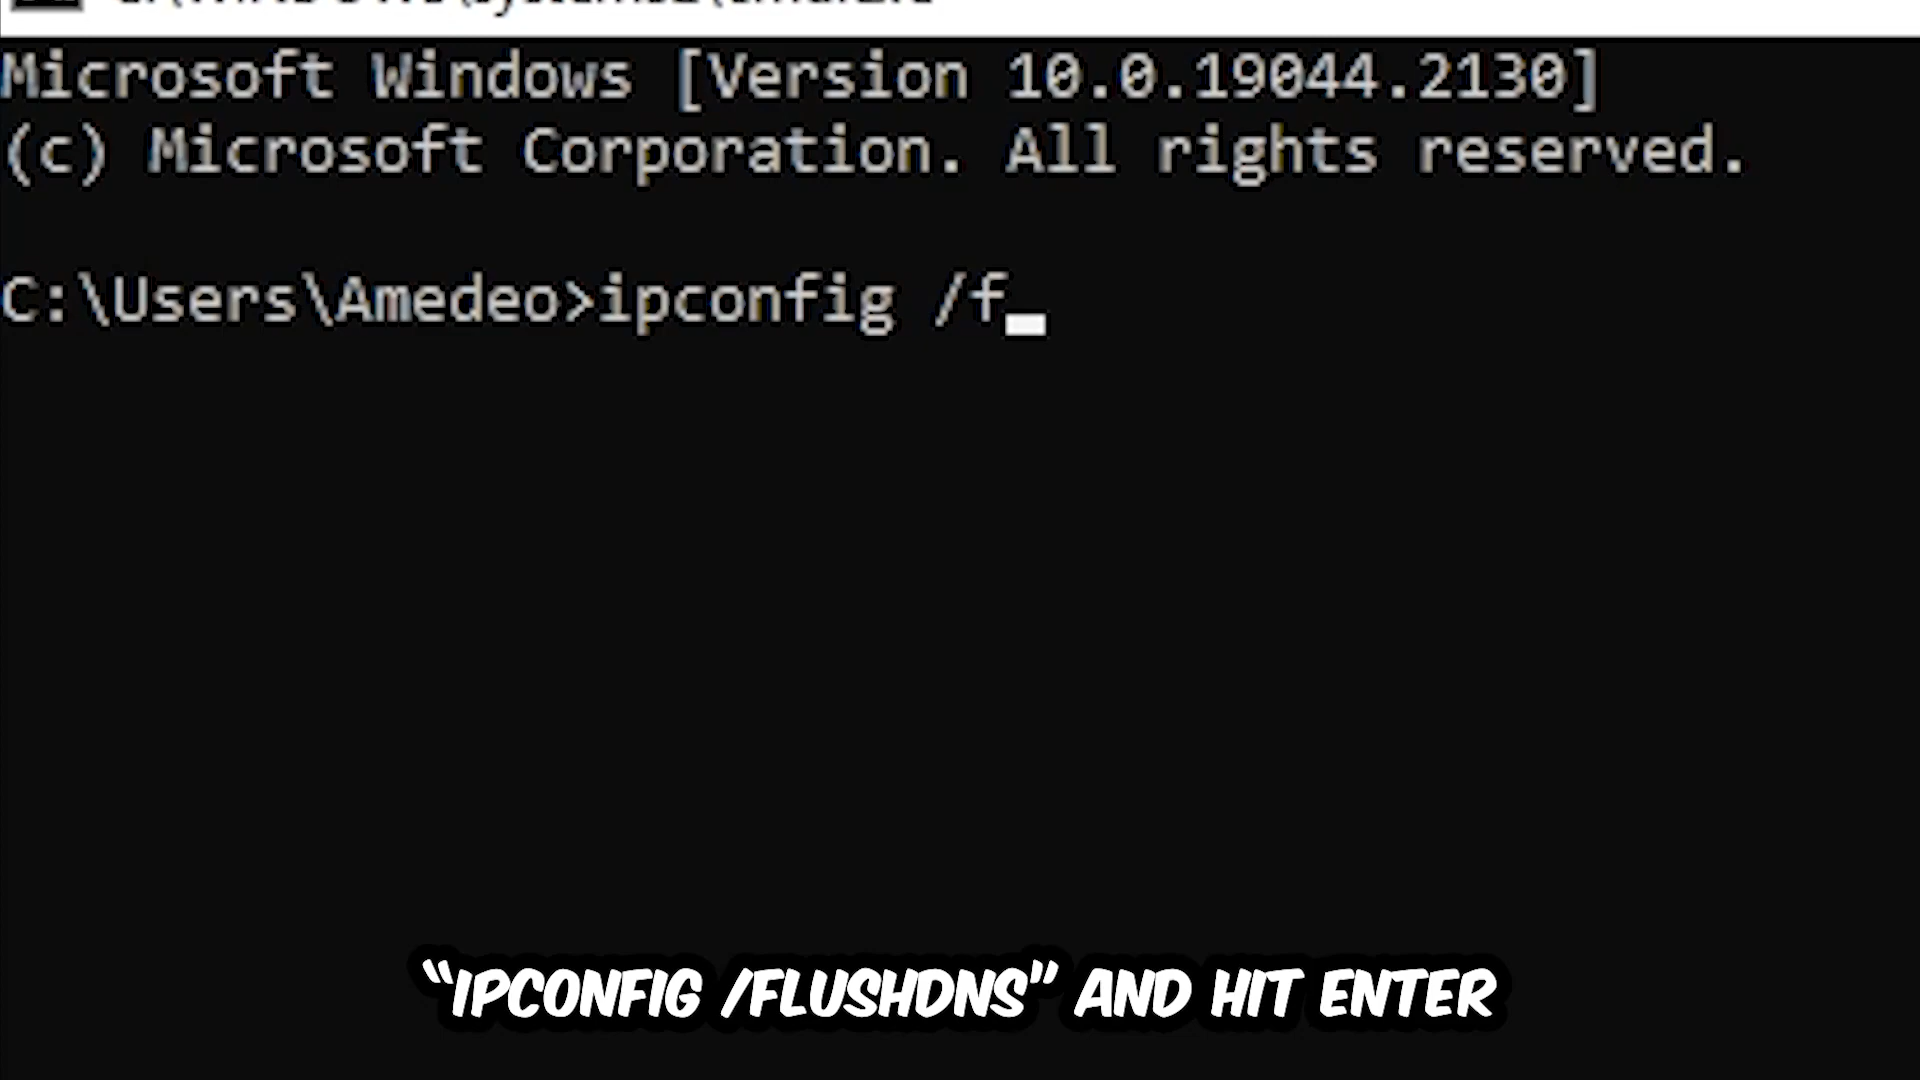 Microsoft Windows [Version 10.0.19044.2130]
(c) Microsoft Corporation. All rights reserved.
C:\Users\Amedeo>ipconfig /f
“IPCONFIG /FLUSHDNS” AND HIT ENTER